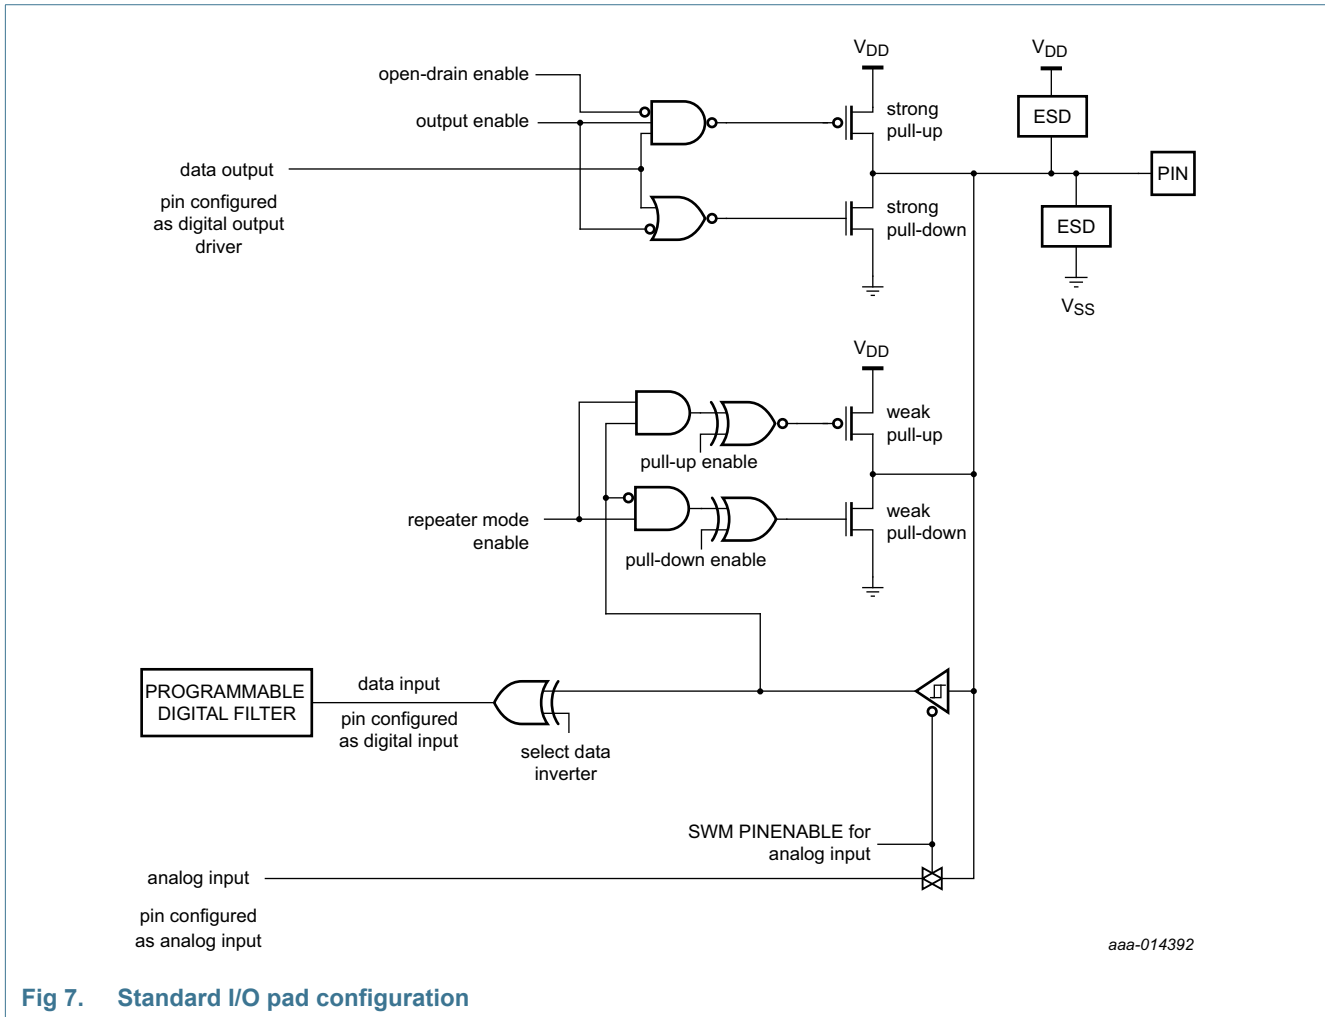 VDD
VDD
open-drain enable
ESD
strong
pull-up
output enable
data output
PIN
pin configured
as digital output
driver
strong
pull-down
ESD
VSS
VDD
weak
pull-up
pull-up enable
repeater mode
enable
weak
pull-down
pull-down enable
PROGRAMMABLE
DIGITAL FILTER
data input
pin configured
as digital input
select data
inverter
SWM PINENABLE for
analog input
analog input
pin configured
as analog input
aaa-014392
Fig 7. Standard I/O pad configuration